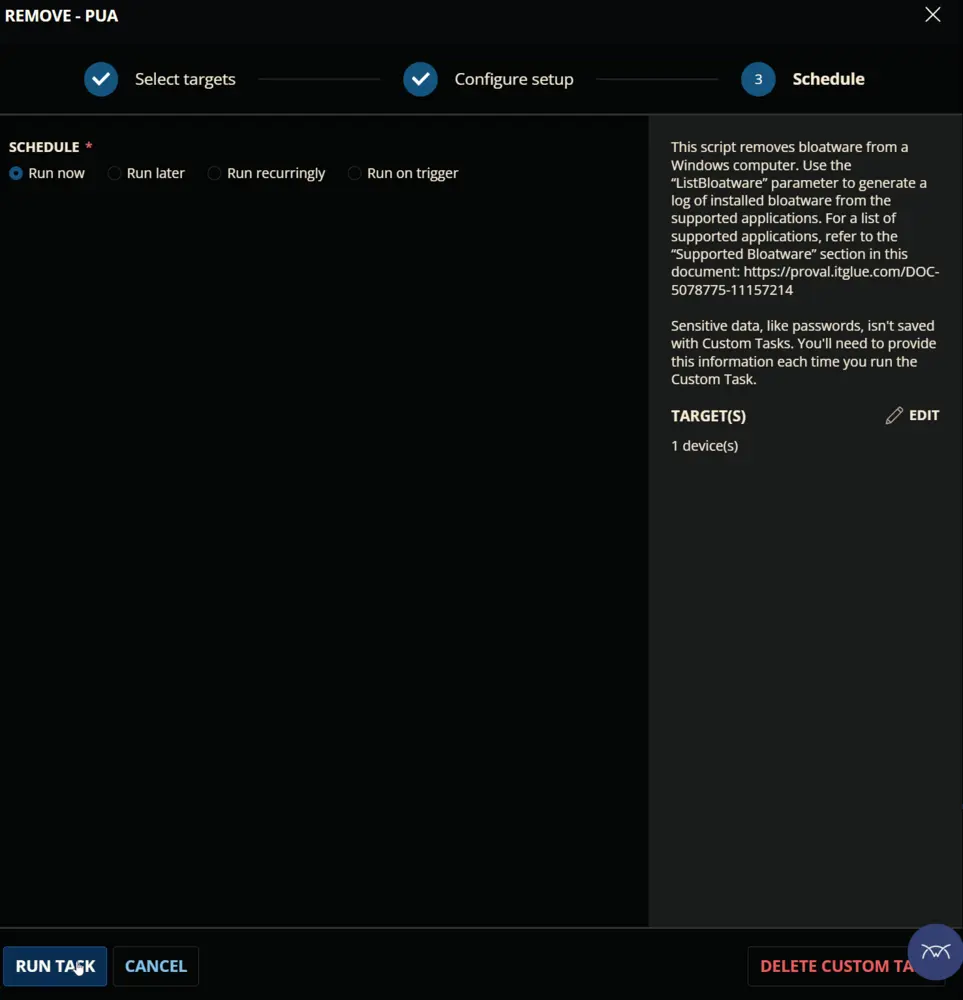 REMOVE - PUA
Select targets
Configure setup
3
Schedule
SCHEDULE *
Run now
Run later
Run recurringly
Run on trigger
This script removes bloatware from a
Windows computer. Use the
“ListBloatware” parameter to generate a
log of installed bloatware from the
supported applications. For a list of
supported applications, refer to the
“Supported Bloatware” section in this
document: https://proval.itglue.com/DOC-
5078775-11157214
Sensitive data, like passwords, isn't saved
with Custom Tasks. You'll need to provide
this information each time you run the
Custom Task.
TARGET(S)
EDIT
1 device(s)
RUN TASK
CANCEL
DELETE CUSTOM TA